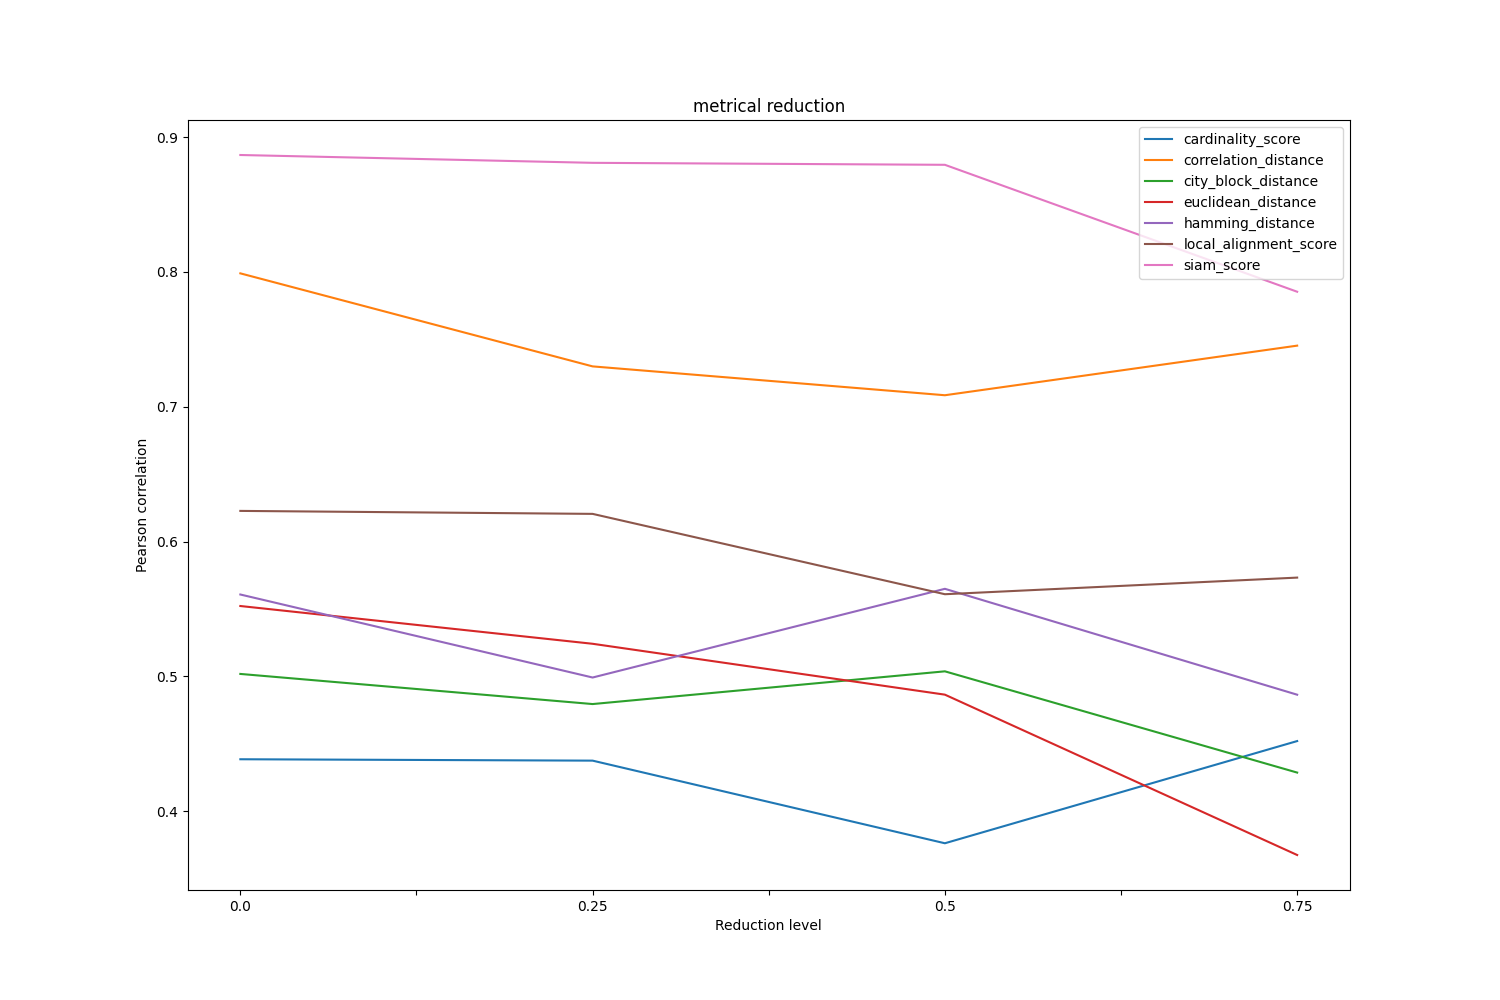 metrical reduction
0.9
0.8
0.7
0.6
0.5
0.4
Pearson correlation
cardinality_score
correlation_distance
city_block_distance
euclidean_distance
hamming_distance
local_alignment_score
siam_score
0.0
0.25
0.5
0.75
Reduction level